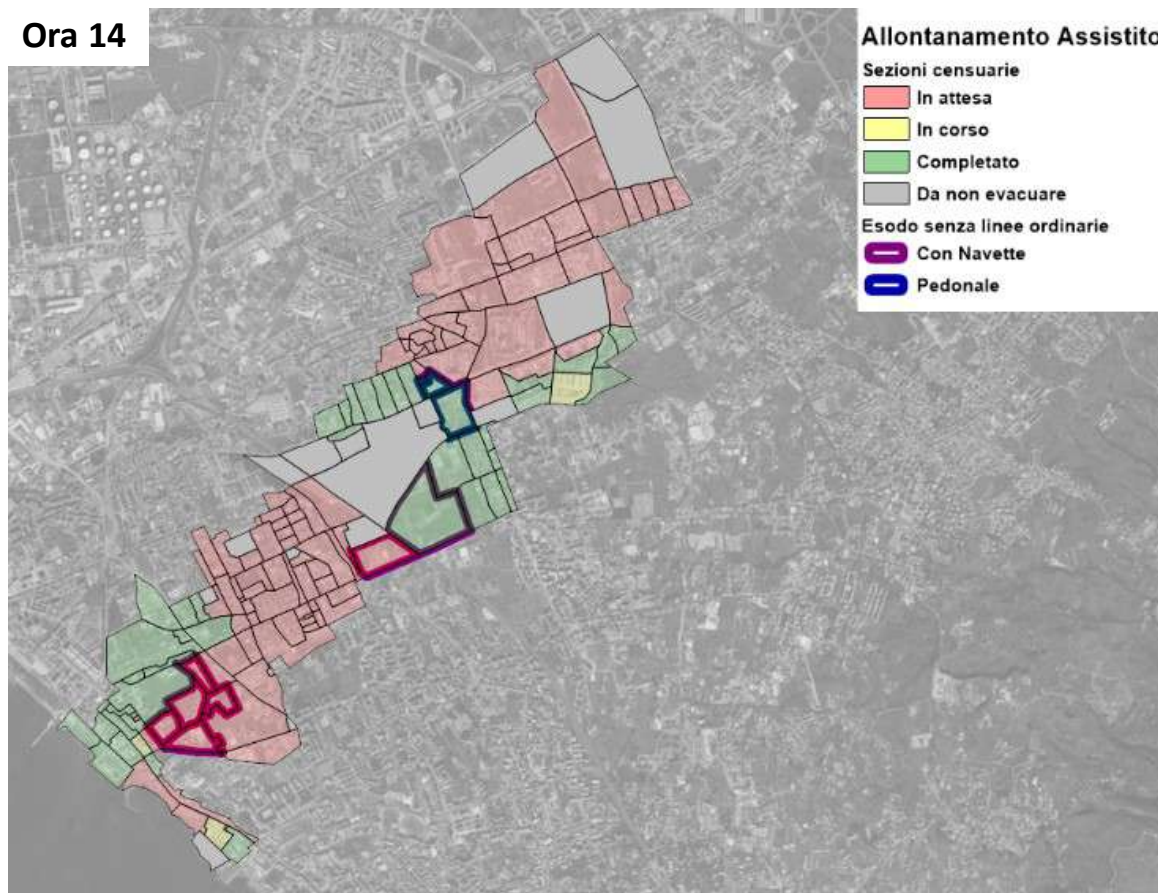 Ora 14
Allontanamento Assistito
Sezioni censuarie
In attesa
In corso
Completato
Da non evacuare
Esodo senza linee ordinarie
Con Navette
Pedonale